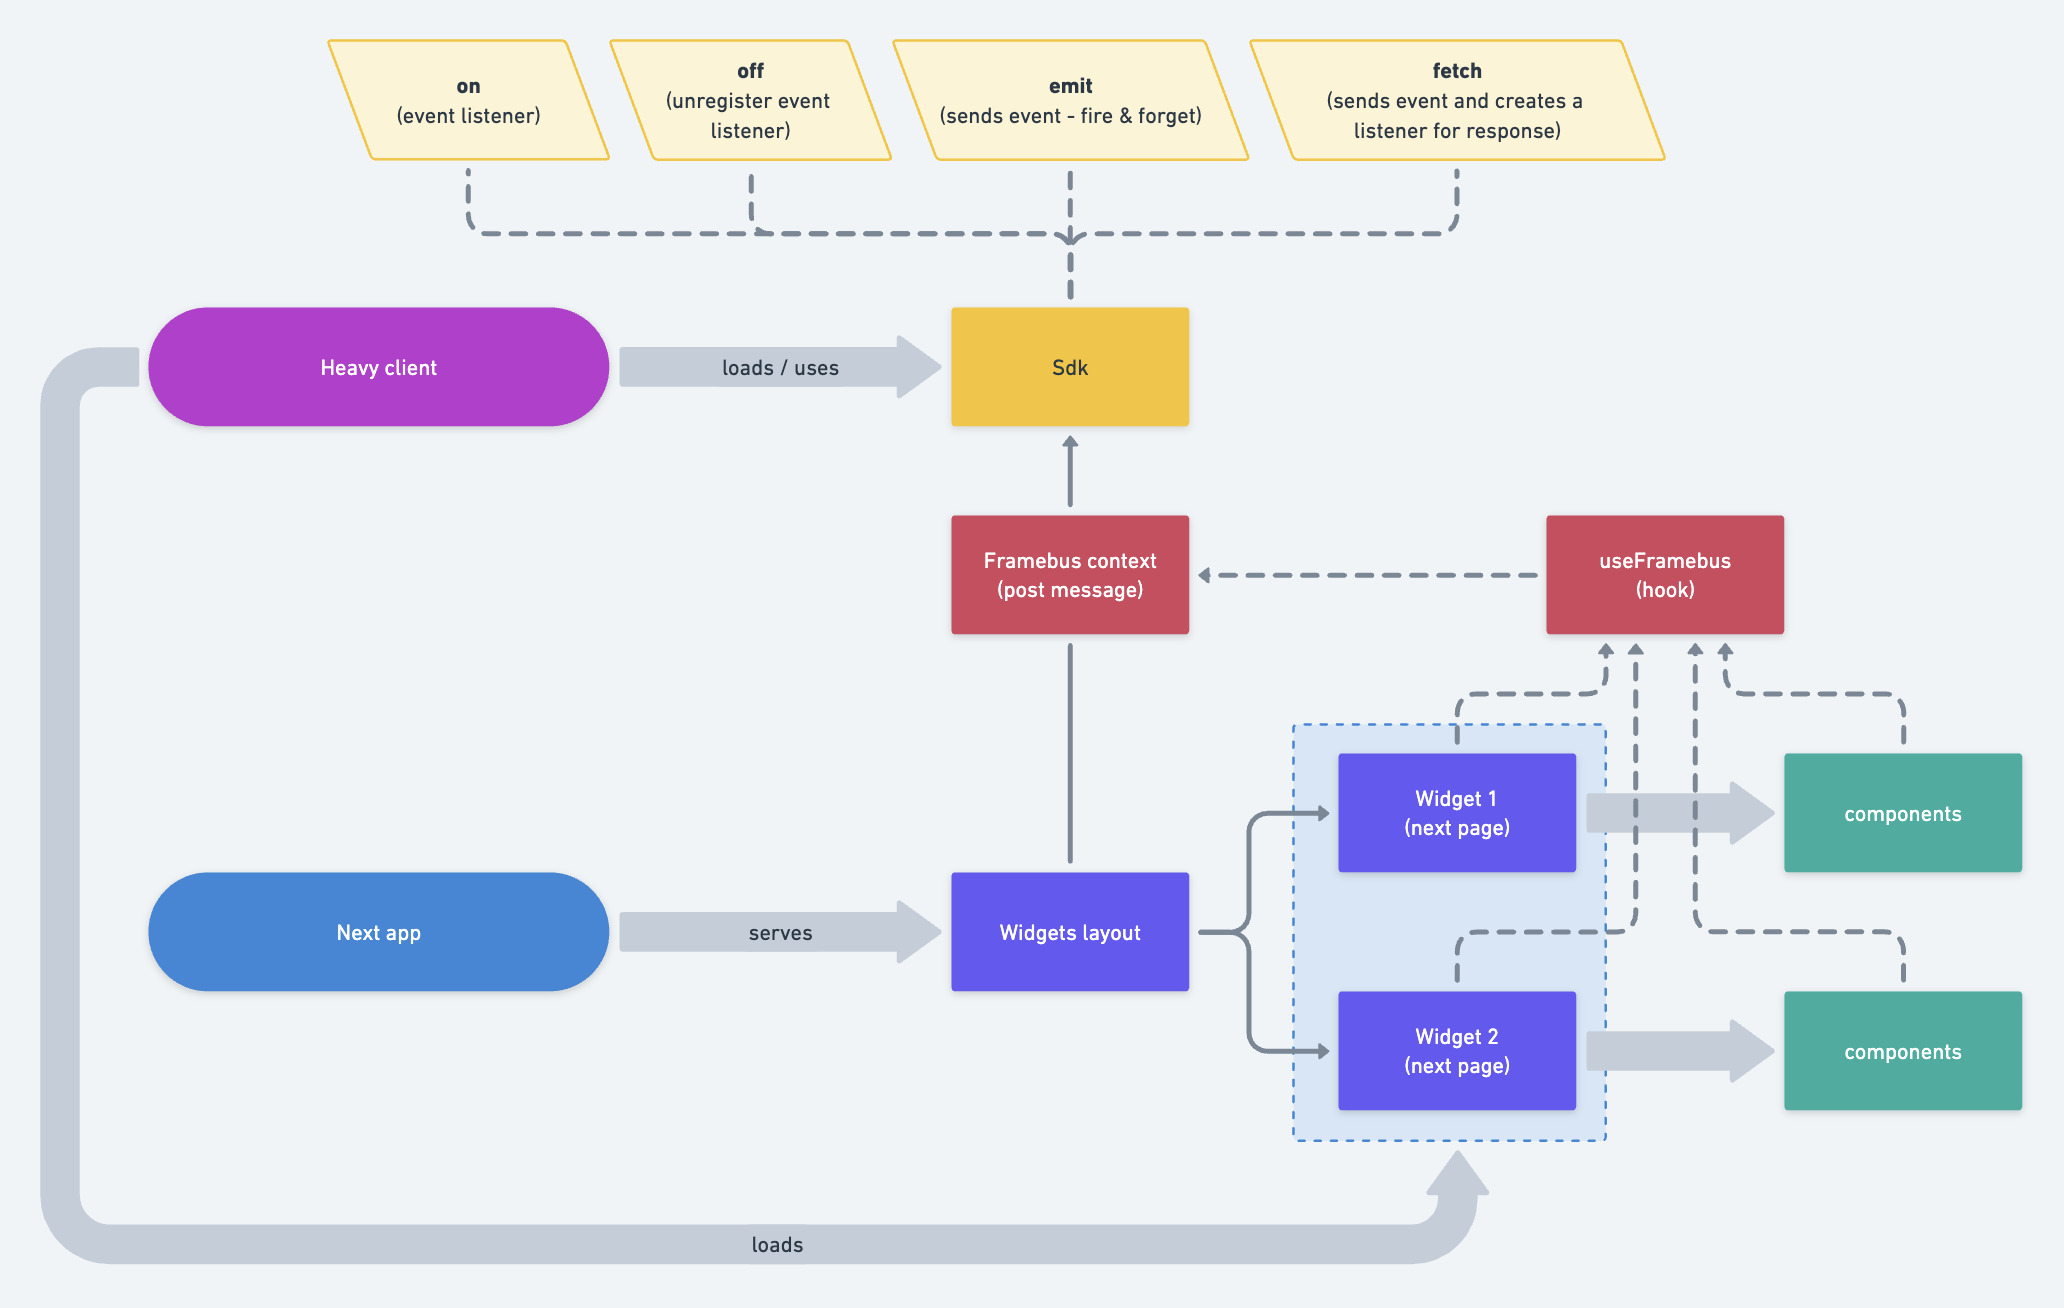 on
(event listener)
off
(unregister event
listener)
emit
(sends event - fire & forget)
fetch
(sends event and creates a
listener for response)
Heavy client
loads / uses
Sdk
Framebus context
(post message)
useFramebus
(hook)
Widget 1
(next page)
components
Next app
serves
Widgets layout
Widget 2
(next page)
components
loads